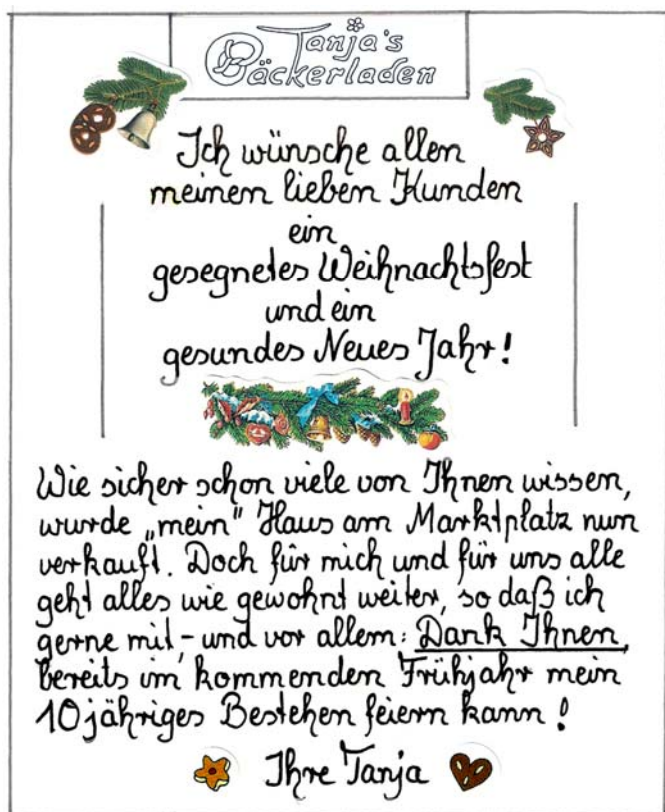 Tanja's
Bäckerladen
Ich wünsche allen
meinen lieben Kunden
ein
gesegnetes Weihnachtsfest
und ein
gesundes Neues Jahr!
Wie sicher schon viele von Ihnen wissen,
wurde „mein" Haus am Marktplatz nun
verkauft. Doch für mich und für uns alle
geht alles wie gewohnt weiter, so daß ich
gerne mit,- und vor allem: Dank Ihnen,
bereits im kommenden Frühjahr mein
10jähriges Bestehen feiern kann!
Ihre Tanja